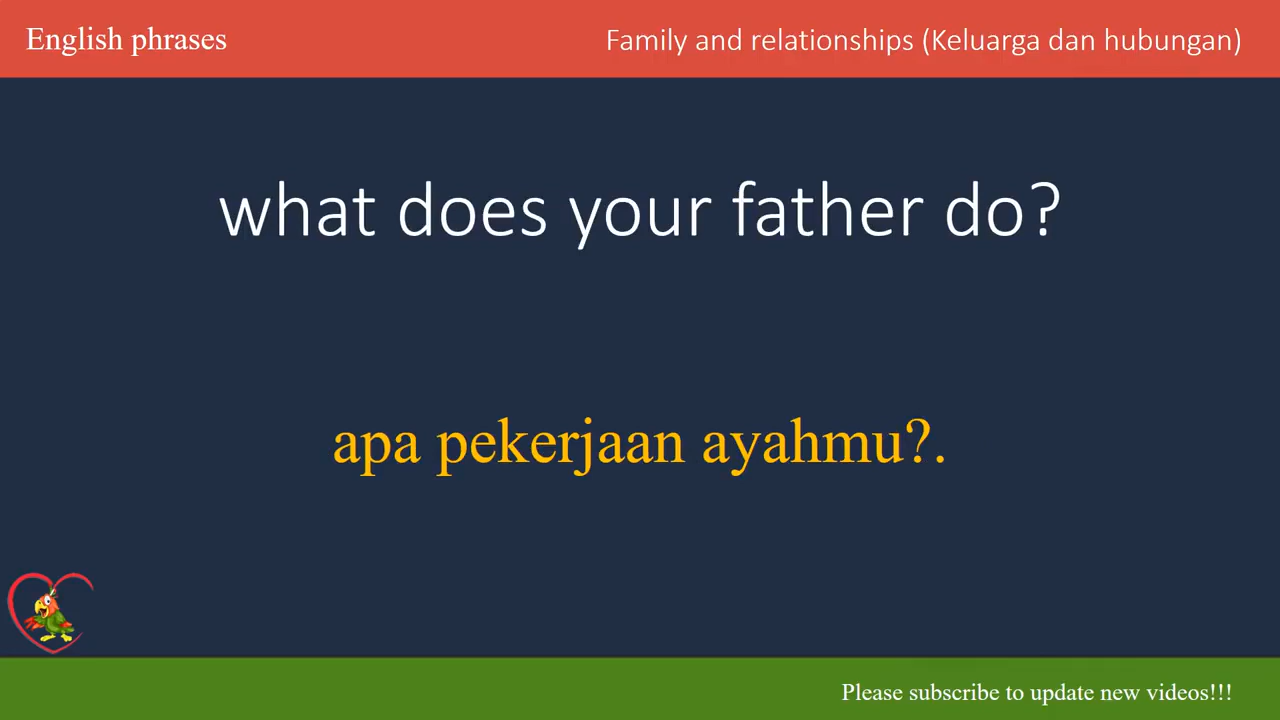 English phrases
Family and relationships (Keluarga dan hubungan)
what does your father do?
apa pekerjaan ayahmu?.
Please subscribe to update new videos!!!